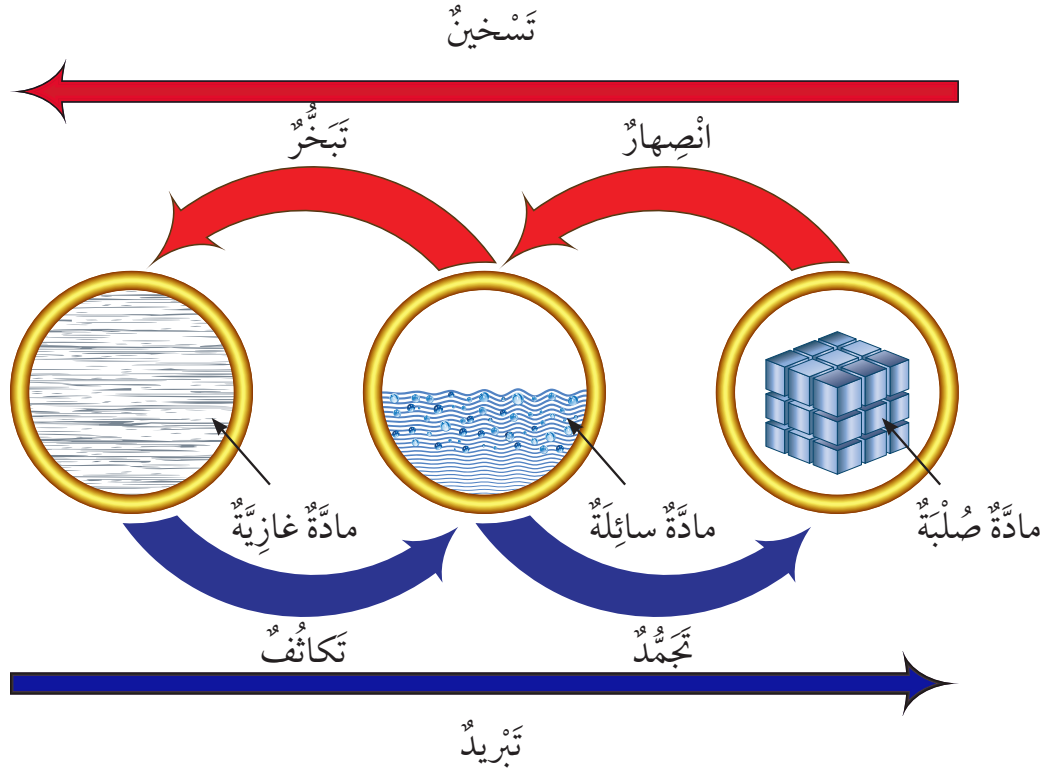 تَسْخينٌ
انْصِهارٌ
تَبَخُّرٌ
مادَّةٌ صُلْبَةٌ
مادَّةٌ سائِلَةٌ
مادَّةٌ غازِيَّةٌ
تَجَمُّدٌ
تَكاثُفٌ
تَبْريدٌ